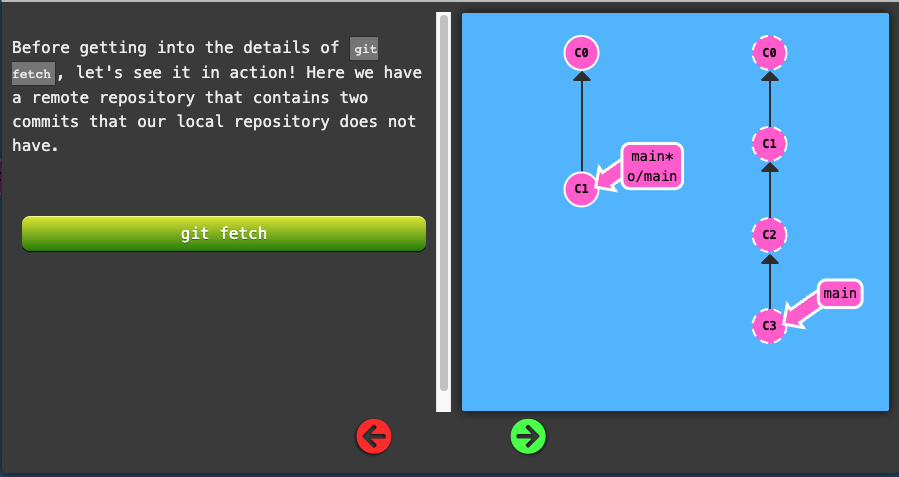 Before getting into the details of git
fetch, let's see it in action! Here we have
a remote repository that contains two
commits that our local repository does not
have.
git fetch
C0
C1
main*
o/main
C0
C1
C2
C3
main